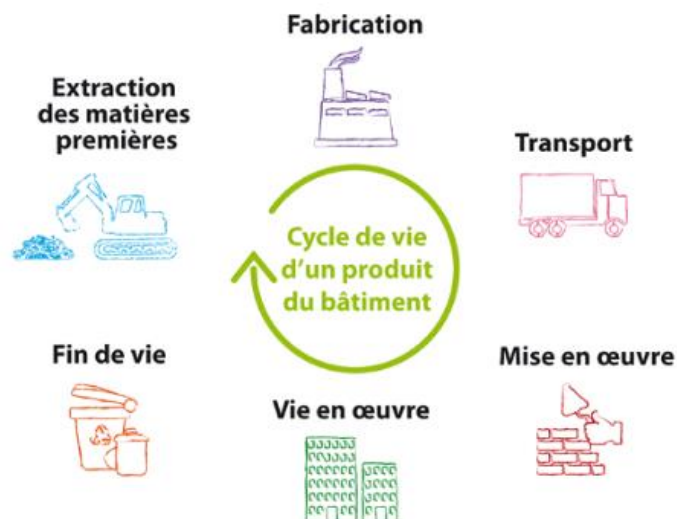 Fabrication
Extraction
des matières
premières
Transport
Cycle de vie
d'un produit
du bâtiment
Fin de vie
Vie en œuvre
Mise en œuvre